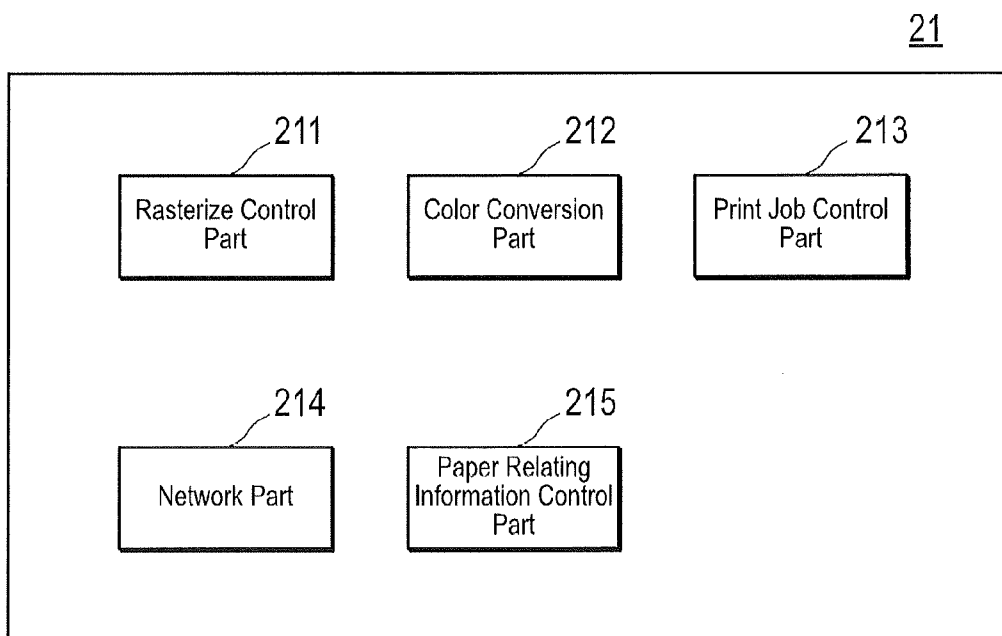 21
211
212
213
Rasterize Control
Part
Color Conversion
Part
Print Job Control
Part
214
215
Network Part
Paper Relating
Information Control
Part